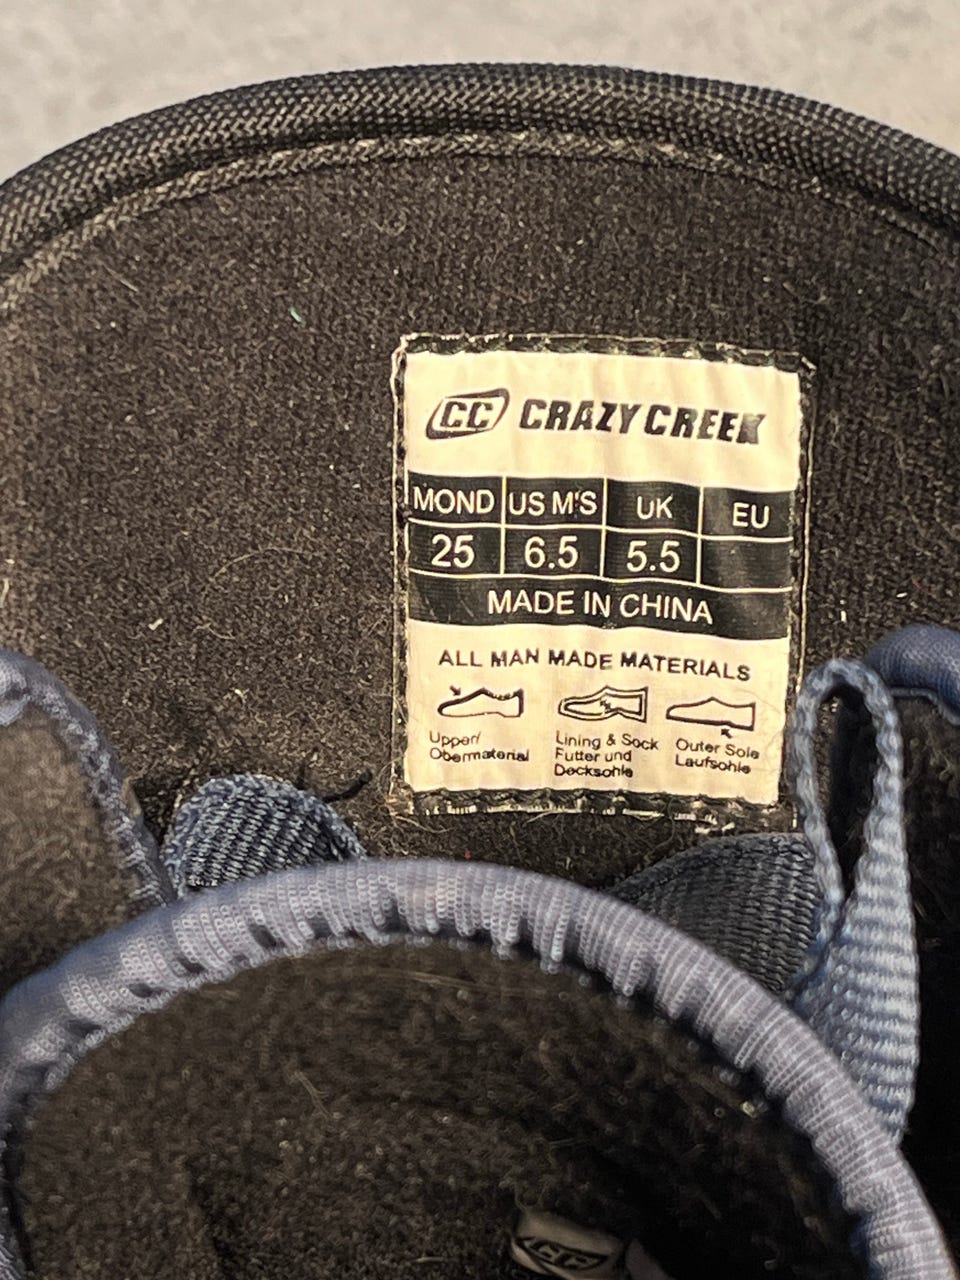 CC CRAZY CREEK
MOND US M'S UK EU
25 6.5 5.5
MADE IN CHINA
ALL MAN MADE MATERIALS
Upper/ Lining & Sock Outer Sole
Obermaterial Futter und Laufsohle
Decksohle
CC